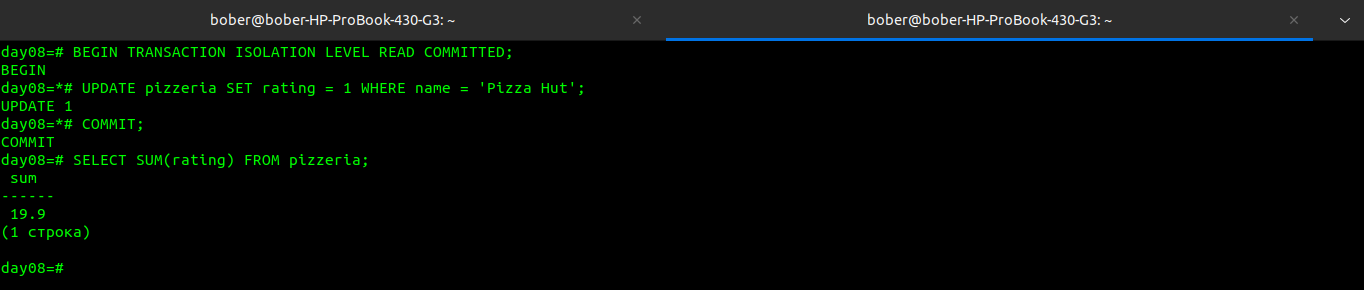 bober@bober-HP-ProBook-430-G3: ~
bober@bober-HP-ProBook-430-G3: ~
day08=# BEGIN TRANSACTION ISOLATION LEVEL READ COMMITTED;
BEGIN
day08=*# UPDATE pizzeria SET rating = 1 WHERE name = 'Pizza Hut';
UPDATE 1
day08=*# COMMIT;
COMMIT
day08=# SELECT SUM(rating) FROM pizzeria;
 sum
------
 19.9
(1 строка)

day08=#